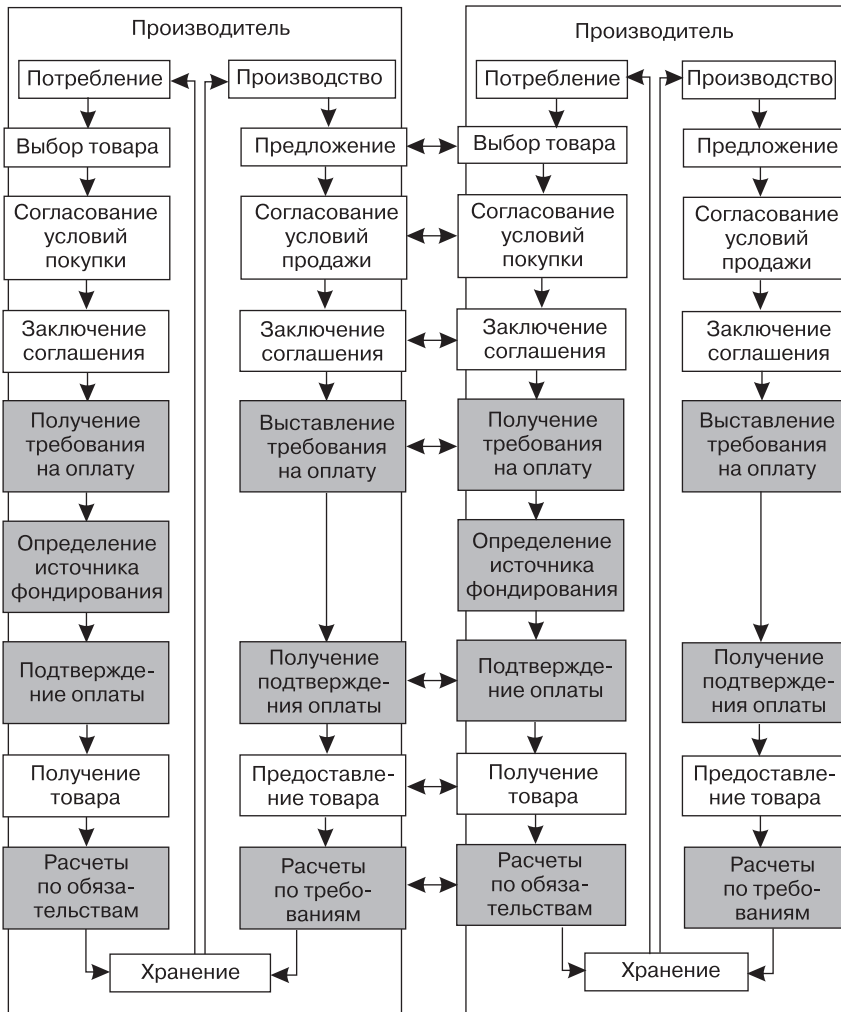 Производитель
Потребление
Производство
Выбор товара
Предложение
Согласование
условий
покупки
Согласование
условий
продажи
Заключение
соглашения
Заключение
соглашения
Получение
требования
на оплату
Выставление
требования
на оплату
Определение
источника
фондирования
Подтвержде-
ние оплаты
Получение
подтвержде-
ния оплаты
Получение
товара
Предоставле-
ние товара
Расчеты
по обяза-
тельствам
Расчеты
по требо-
ваниям
Хранение
Производитель
Потребление
Производство
Выбор товара
Предложение
Согласование
условий
покупки
Согласование
условий
продажи
Заключение
соглашения
Заключение
соглашения
Получение
требования
на оплату
Выставление
требования
на оплату
Определение
источника
фондирования
Подтвержде-
ние оплаты
Получение
подтвержде-
ния оплаты
Получение
товара
Предоставле-
ние товара
Расчеты
по обяза-
тельствам
Расчеты
по требо-
ваниям
Хранение